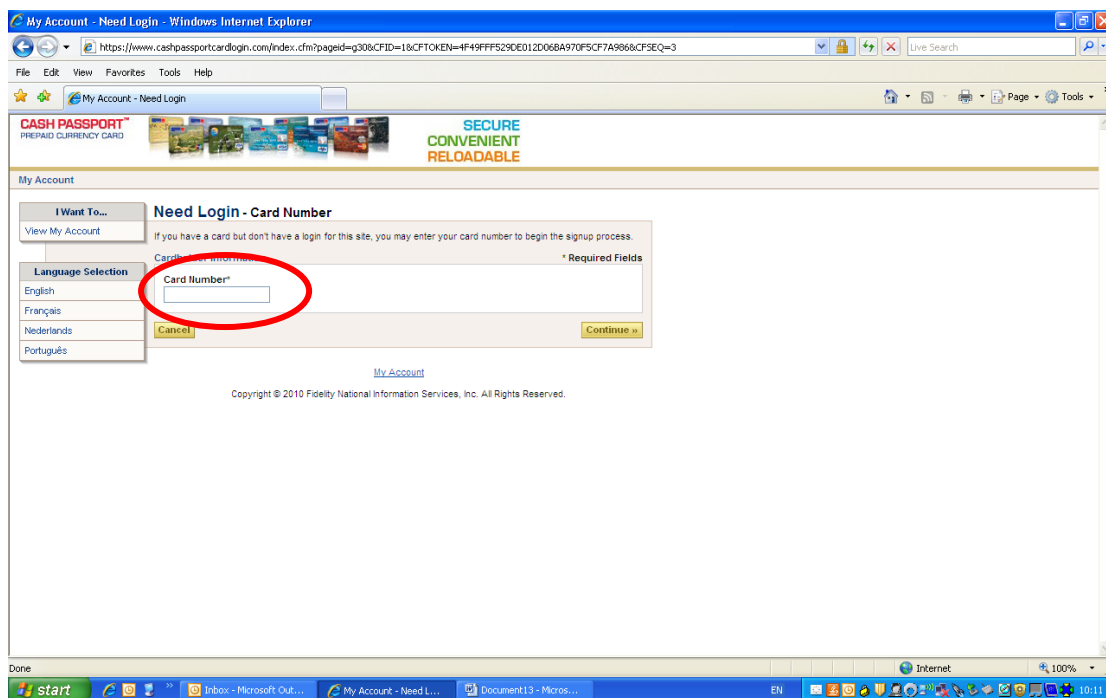 My Account - Need Login - Windows Internet Explorer
https://www.cashpassportcardlogin.com/index.cfm?pageid=g30&CFID=1&CFTOKEN=4F49FFF529DE012D06BA970F5CF7A986&CFSEQ=3
Live Search
File Edit View Favorites Tools Help
My Account - Need Login
Page Tools
CASH PASSPORT™
PREPAID CURRENCY CARD
SECURE
CONVENIENT
RELOADABLE
My Account
I Want To...
View My Account
Language Selection
English
Français
Nederlands
Português
Need Login - Card Number
If you have a card but don't have a login for this site, you may enter your card number to begin the signup process.
* Required Fields
Card Number*
Cancel
Continue »
My Account
Copyright © 2010 Fidelity National Information Services, Inc. All Rights Reserved.
Done
Internet
100%
start
Inbox - Microsoft Out...
My Account - Need L...
Document13 - Micros...
EN
10:11